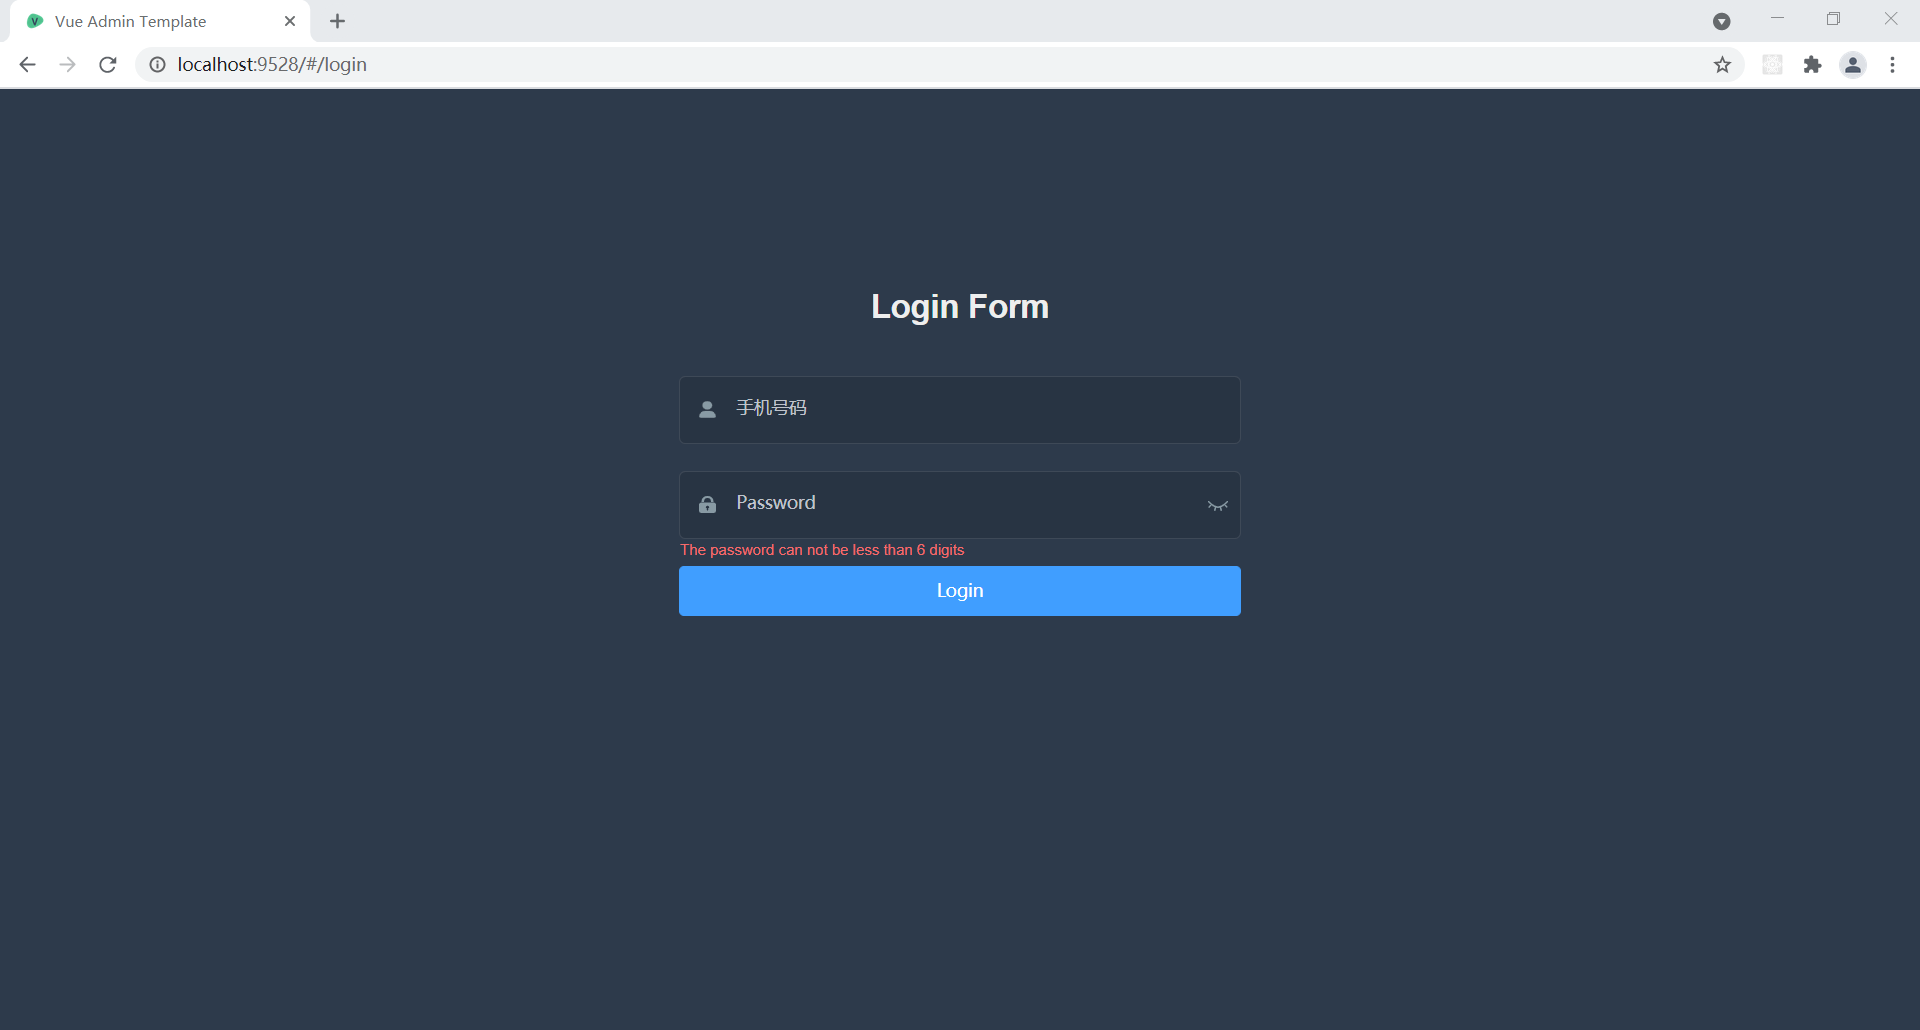 Vue Admin Template
localhost:9528/#/login
Login Form
手机号码
Password
The password can not be less than 6 digits
Login